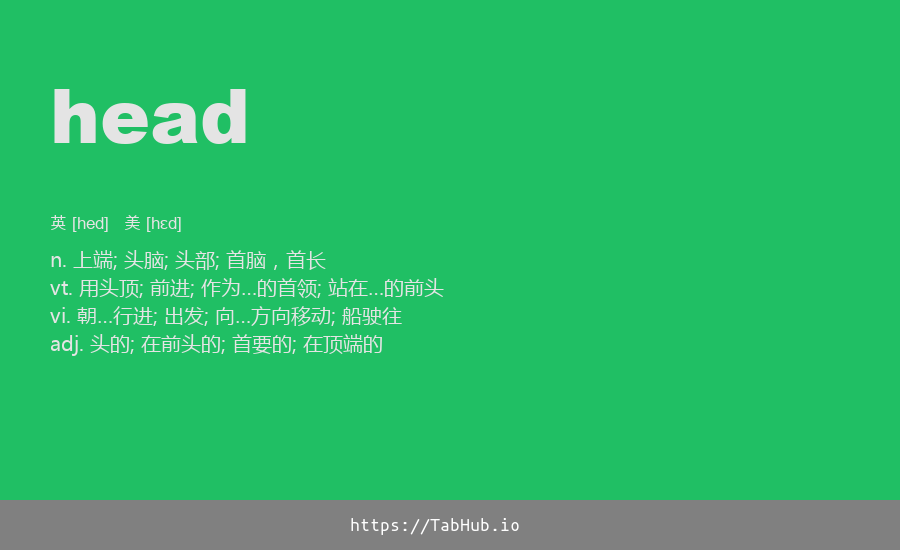 head
英 [hed] 美 [hɛd]
n. 上端; 头脑; 头部; 首脑，首长
vt. 用头顶; 前进; 作为...的首领; 站在...的前头
vi. 朝...行进; 出发; 向...方向移动; 船驶往
adj. 头的; 在前头的; 首要的; 在顶端的
https://TabHub.io